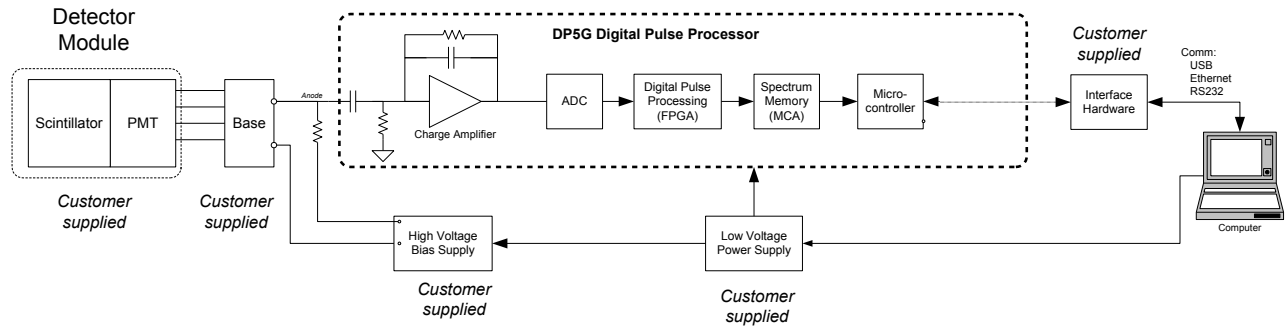 Detector
Module
DP5G Digital Pulse Processor
Customer
supplied
Comm:
USB
Ethernet
RS232
Scintillator
PMT
Base
Anode
Charge Amplifier
ADC
Digital Pulse
Processing
(FPGA)
Spectrum
Memory
(MCA)
Micro-
controller
Interface
Hardware
Computer
Customer
supplied
Customer
supplied
High Voltage
Bias Supply
Low Voltage
Power Supply
Customer
supplied
Customer
supplied